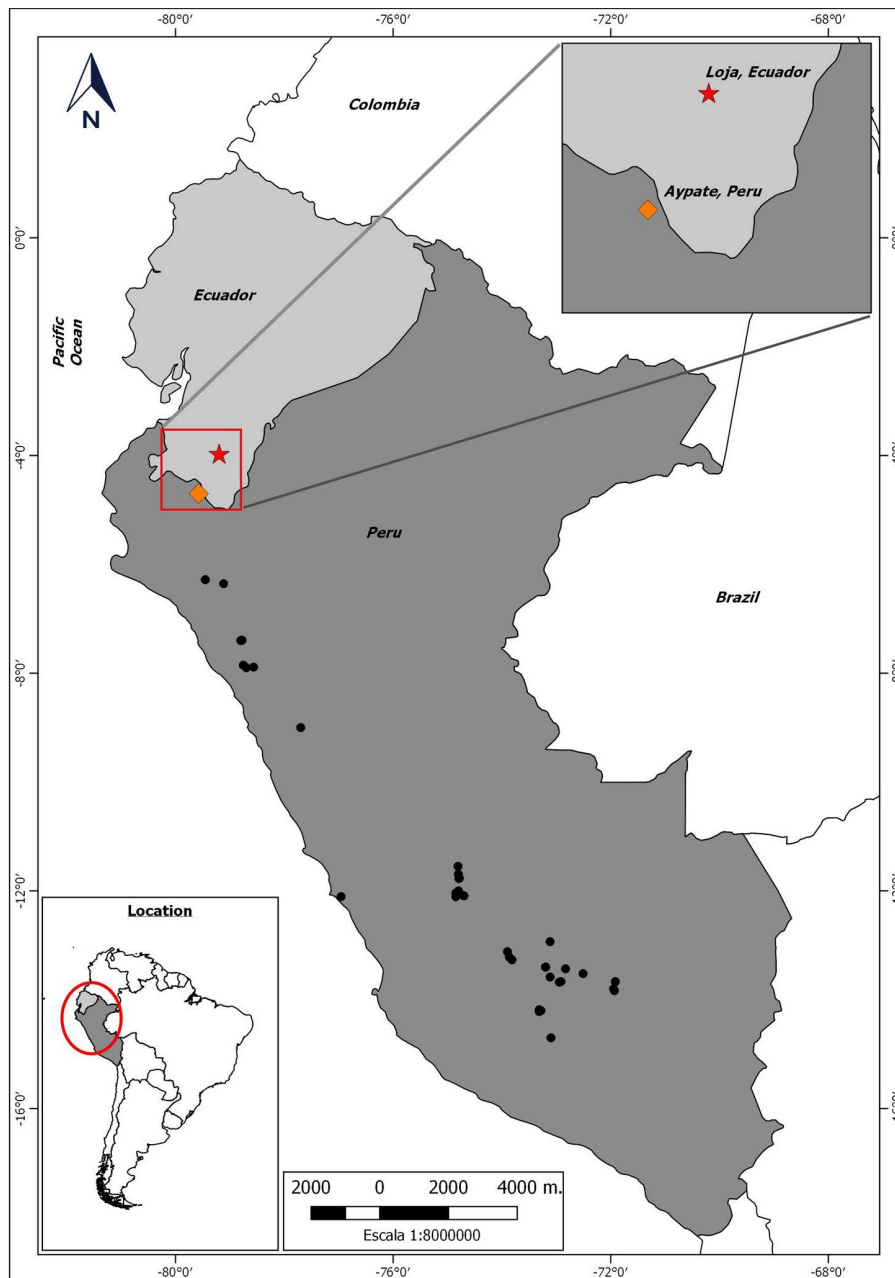 -80°0′
-76°0′
-72°0′
-68°0′
N
Colombia
Loja, Ecuador
Aypate, Peru
0°0′
0°0′
Ecuador
Pacific
Ocean
-4°0′
Peru
Brazil
-8°0′
-12°0′
Location
-16°0′
2000 0 2000 4000 m.
Escala 1:8000000
-80°0′
-76°0′
-72°0′
-68°0′